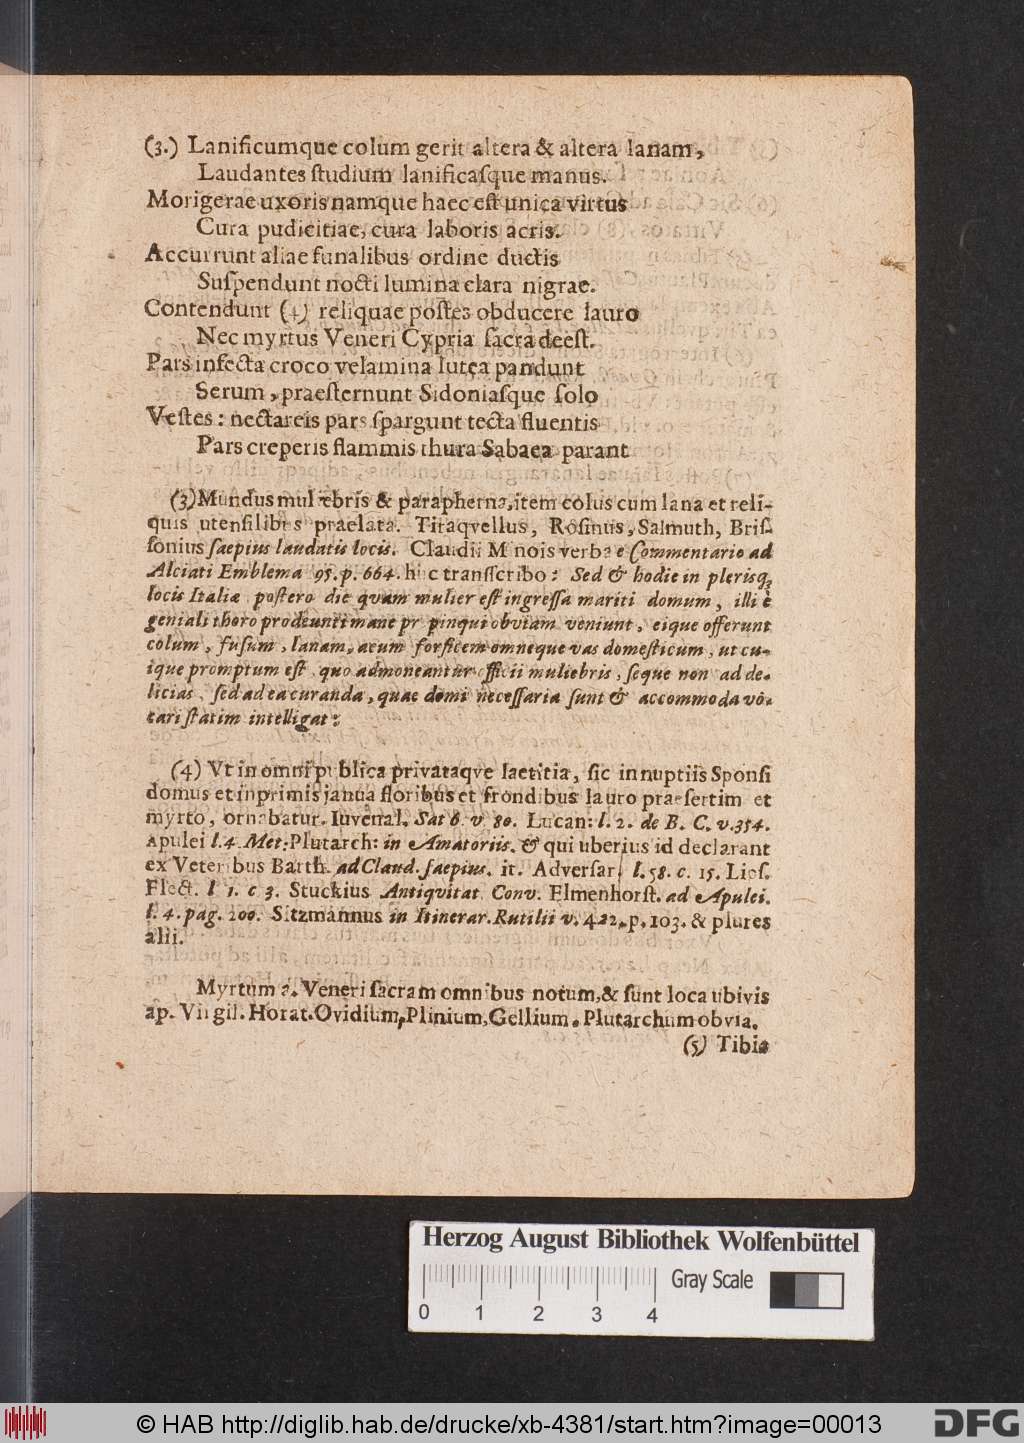 (3.) Lanificumque colum gerit altera & altera lanam,
Laudantes ſtudium lanificaſque manus.
Morigerae uxoris namque haec eſt unica virtus
Cura pudicitiae, cura laboris acris.
Accurrunt aliae funalibus ordine ductis
Suſpendunt nocti lumina clara nigrae.
Contendunt (4) reliquae poſtes obducere lauro
Nec myrtus Veneri Cypria ſacra deeſt.
Pars infecta croco velamina lutea pandunt
Serum, praeſternunt Sidoniaſque ſolo
Veſtes: nectareis pars ſpargunt tecta fluentis
Pars creperis flammis thura Sabaea parant
(3) Mundus muliebris & parapherna, item colus cum lana et reli-
quis utenſilibus praelata. Tiraqvellus, Roſinus, Salmuth, Briſ-
ſonius ſaepius laudatis locis. Claudii Minois verba e Commentario ad
Alciati Emblema 95. p. 664. huc transſcribo: Sed & hodie in plerisq;
locis Italiæ poſtero die quam mulier eſt ingreſſa mariti domum, illi è
geniali thoro prodeunti mane propinqui obviam veniunt, eique offerunt
colum, fuſum, lanam, acum forficem omneque vas domeſticum, ut cu-
ique promptum eſt, quo admoneantur officii muliebris, ſeque non ad de-
licias, ſed ad ea curanda, quae domi neceſſaria ſunt & accommoda vo-
cari ſtatim intelligat:
(4) Vt in omni publica privataqve laetitia, ſic in nuptiis Sponſi
domus et inprimis janua floribus et frondibus lauro praeſertim et
myrto, ornabatur. Iuvenal. Sat 6. v. 80. Lucan: l. 2. de B. C. v. 354.
Apulei l. 4. Met: Plutarch: in Amatoriis. & qui uberius id declarant
ex Veteribus Barth. ad Claud. ſaepius. it. Adverſar. l. 58. c. 15. Lipſ.
Elect. l 1. c 3. Stuckius Antiqvitat. Conv. Elmenhorſt. ad Apulei.
l. 4. pag. 200. Sitzmannus in Itinerar. Rutilii v. 422. p. 103. & plures
alii.
Myrtum a. Veneri ſacram omnibus notum, & ſunt loca ubivis
ap. Virgil. Horat. Ovidium, Plinium, Gellium. Plutarchum obvia.
(5) Tibia
Herzog August Bibliothek Wolfenbüttel
0 1 2 3 4 Gray Scale
© HAB http://diglib.hab.de/drucke/xb-4381/start.htm?image=00013 DFG